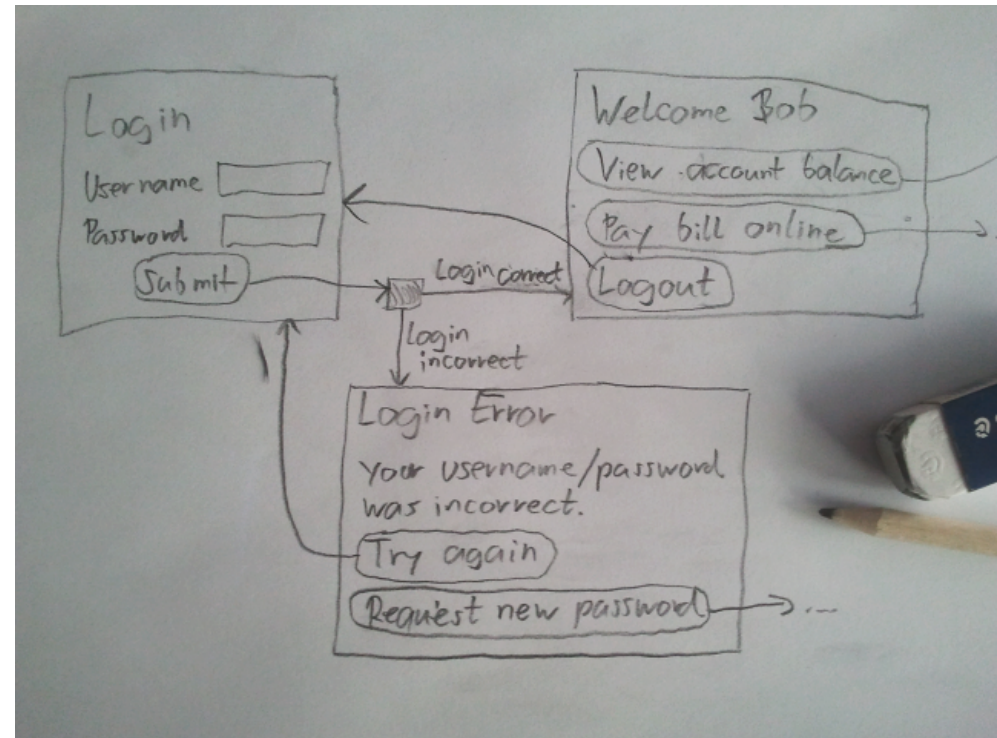 Login
Username
Password
Submit
Login correct
Login
incorrect
Welcome Bob
View account balance
Pay bill online
Logout
Login Error
Your username/password
was incorrect.
Try again
Request new password
...